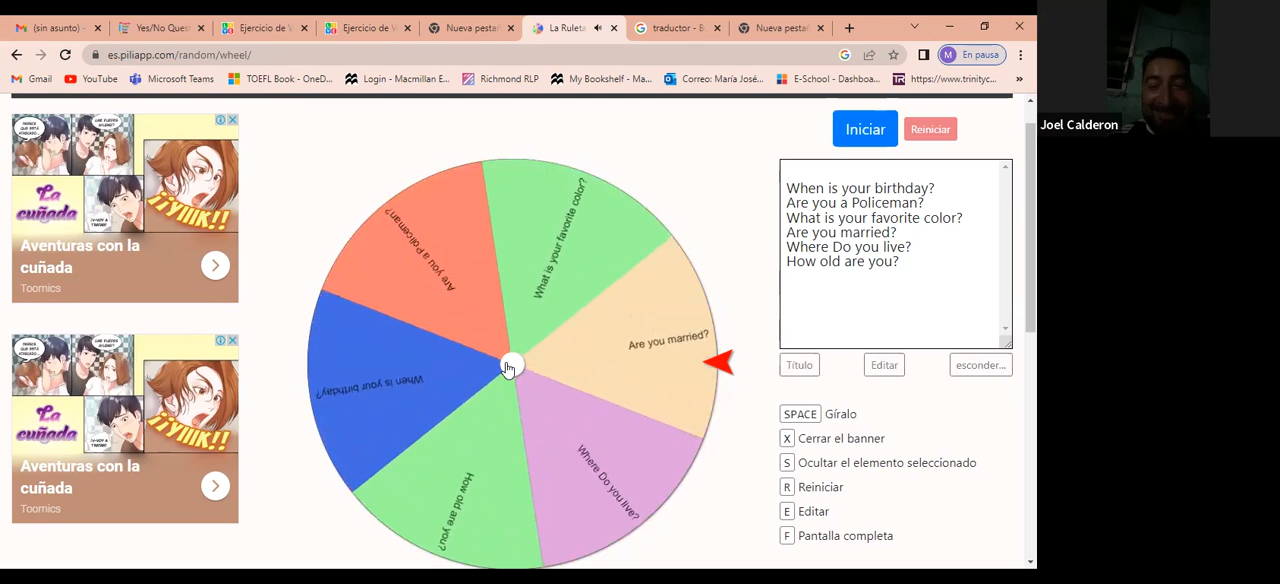 (sin asunto) -
Yes/No Ques
Ejercicio de V
Ejercicio de V
Nueva pestañ
La Ruleta
traductor - B
Nueva pestañ
es.piliapp.com/random/wheel/
En pausa
Gmail
YouTube
Microsoft Teams
TOEFL Book - OneD...
Login - Macmillan E...
Richmond RLP
My Bookshelf - Ma...
Correo: María José...
E-School - Dashboa...
https://www.trinityc...
»
La cuñada
¡¡YIIIK!!
Aventuras con la
cuñada
Toomics
La cuñada
¡¡YIIIK!!
Aventuras con la
cuñada
Toomics
What is your favorite color?
Are you married?
Where Do you live?
How old are you?
When is your birthday?
Are you a Policeman?
Iniciar
Reiniciar
When is your birthday?
Are you a Policeman?
What is your favorite color?
Are you married?
Where Do you live?
How old are you?
Título
Editar
esconder...
SPACE Gíralo
X Cerrar el banner
S Ocultar el elemento seleccionado
R Reiniciar
E Editar
F Pantalla completa
Joel Calderon